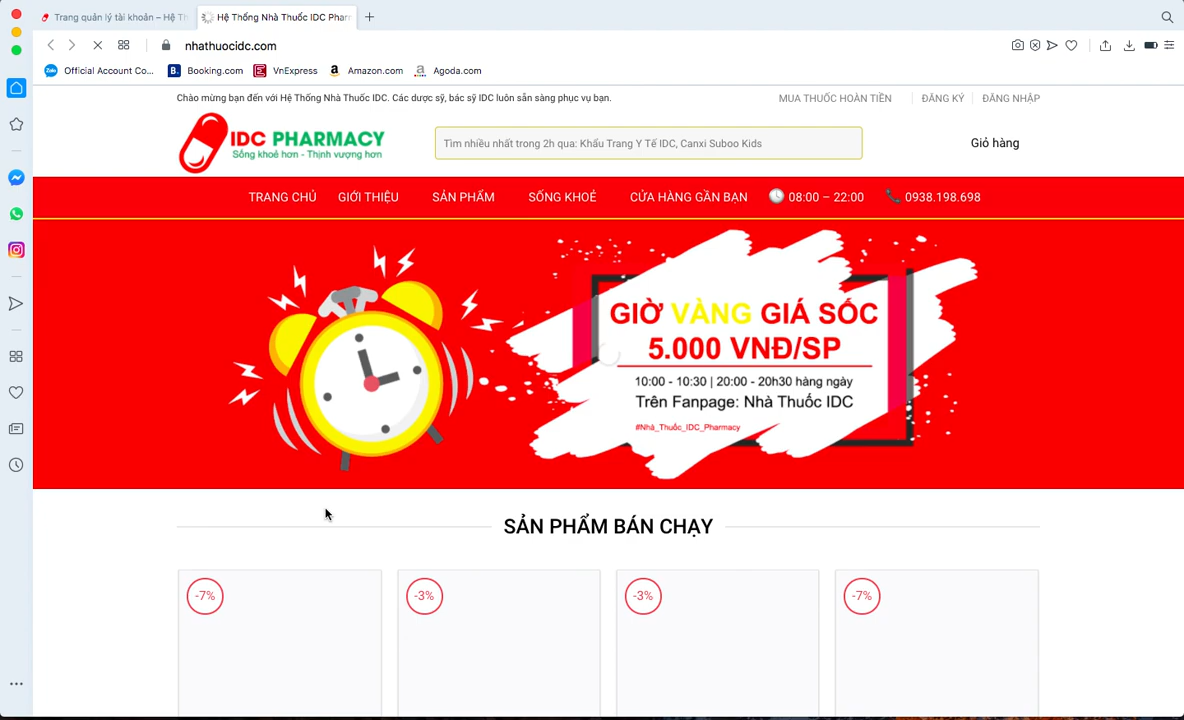 Trang quản lý tài khoản – Hệ Th
Hệ Thống Nhà Thuốc IDC Phar
nhathuocidc.com
Zalo Official Account Co...
B. Booking.com
E VnExpress
a Amazon.com
a Agoda.com
Chào mừng bạn đến với Hệ Thống Nhà Thuốc IDC. Các dược sỹ, bác sỹ IDC luôn sẵn sàng phục vụ bạn.
MUA THUỐC HOÀN TIỀN
ĐĂNG KÝ
ĐĂNG NHẬP
IDC PHARMACY
Sống khoẻ hơn - Thịnh vượng hơn
Tìm nhiều nhất trong 2h qua: Khẩu Trang Y Tế IDC, Canxi Suboo Kids
Giỏ hàng
TRANG CHỦ
GIỚI THIỆU
SẢN PHẨM
SỐNG KHOẺ
CỬA HÀNG GẦN BẠN
08:00 – 22:00
0938.198.698
GIỜ VÀNG GIÁ SỐC
5.000 VNĐ/SP
10:00 - 10:30 | 20:00 - 20h30 hàng ngày
Trên Fanpage: Nhà Thuốc IDC
#Nhà_Thuốc_IDC_Pharmacy
SẢN PHẨM BÁN CHẠY
-7%
-3%
-3%
-7%